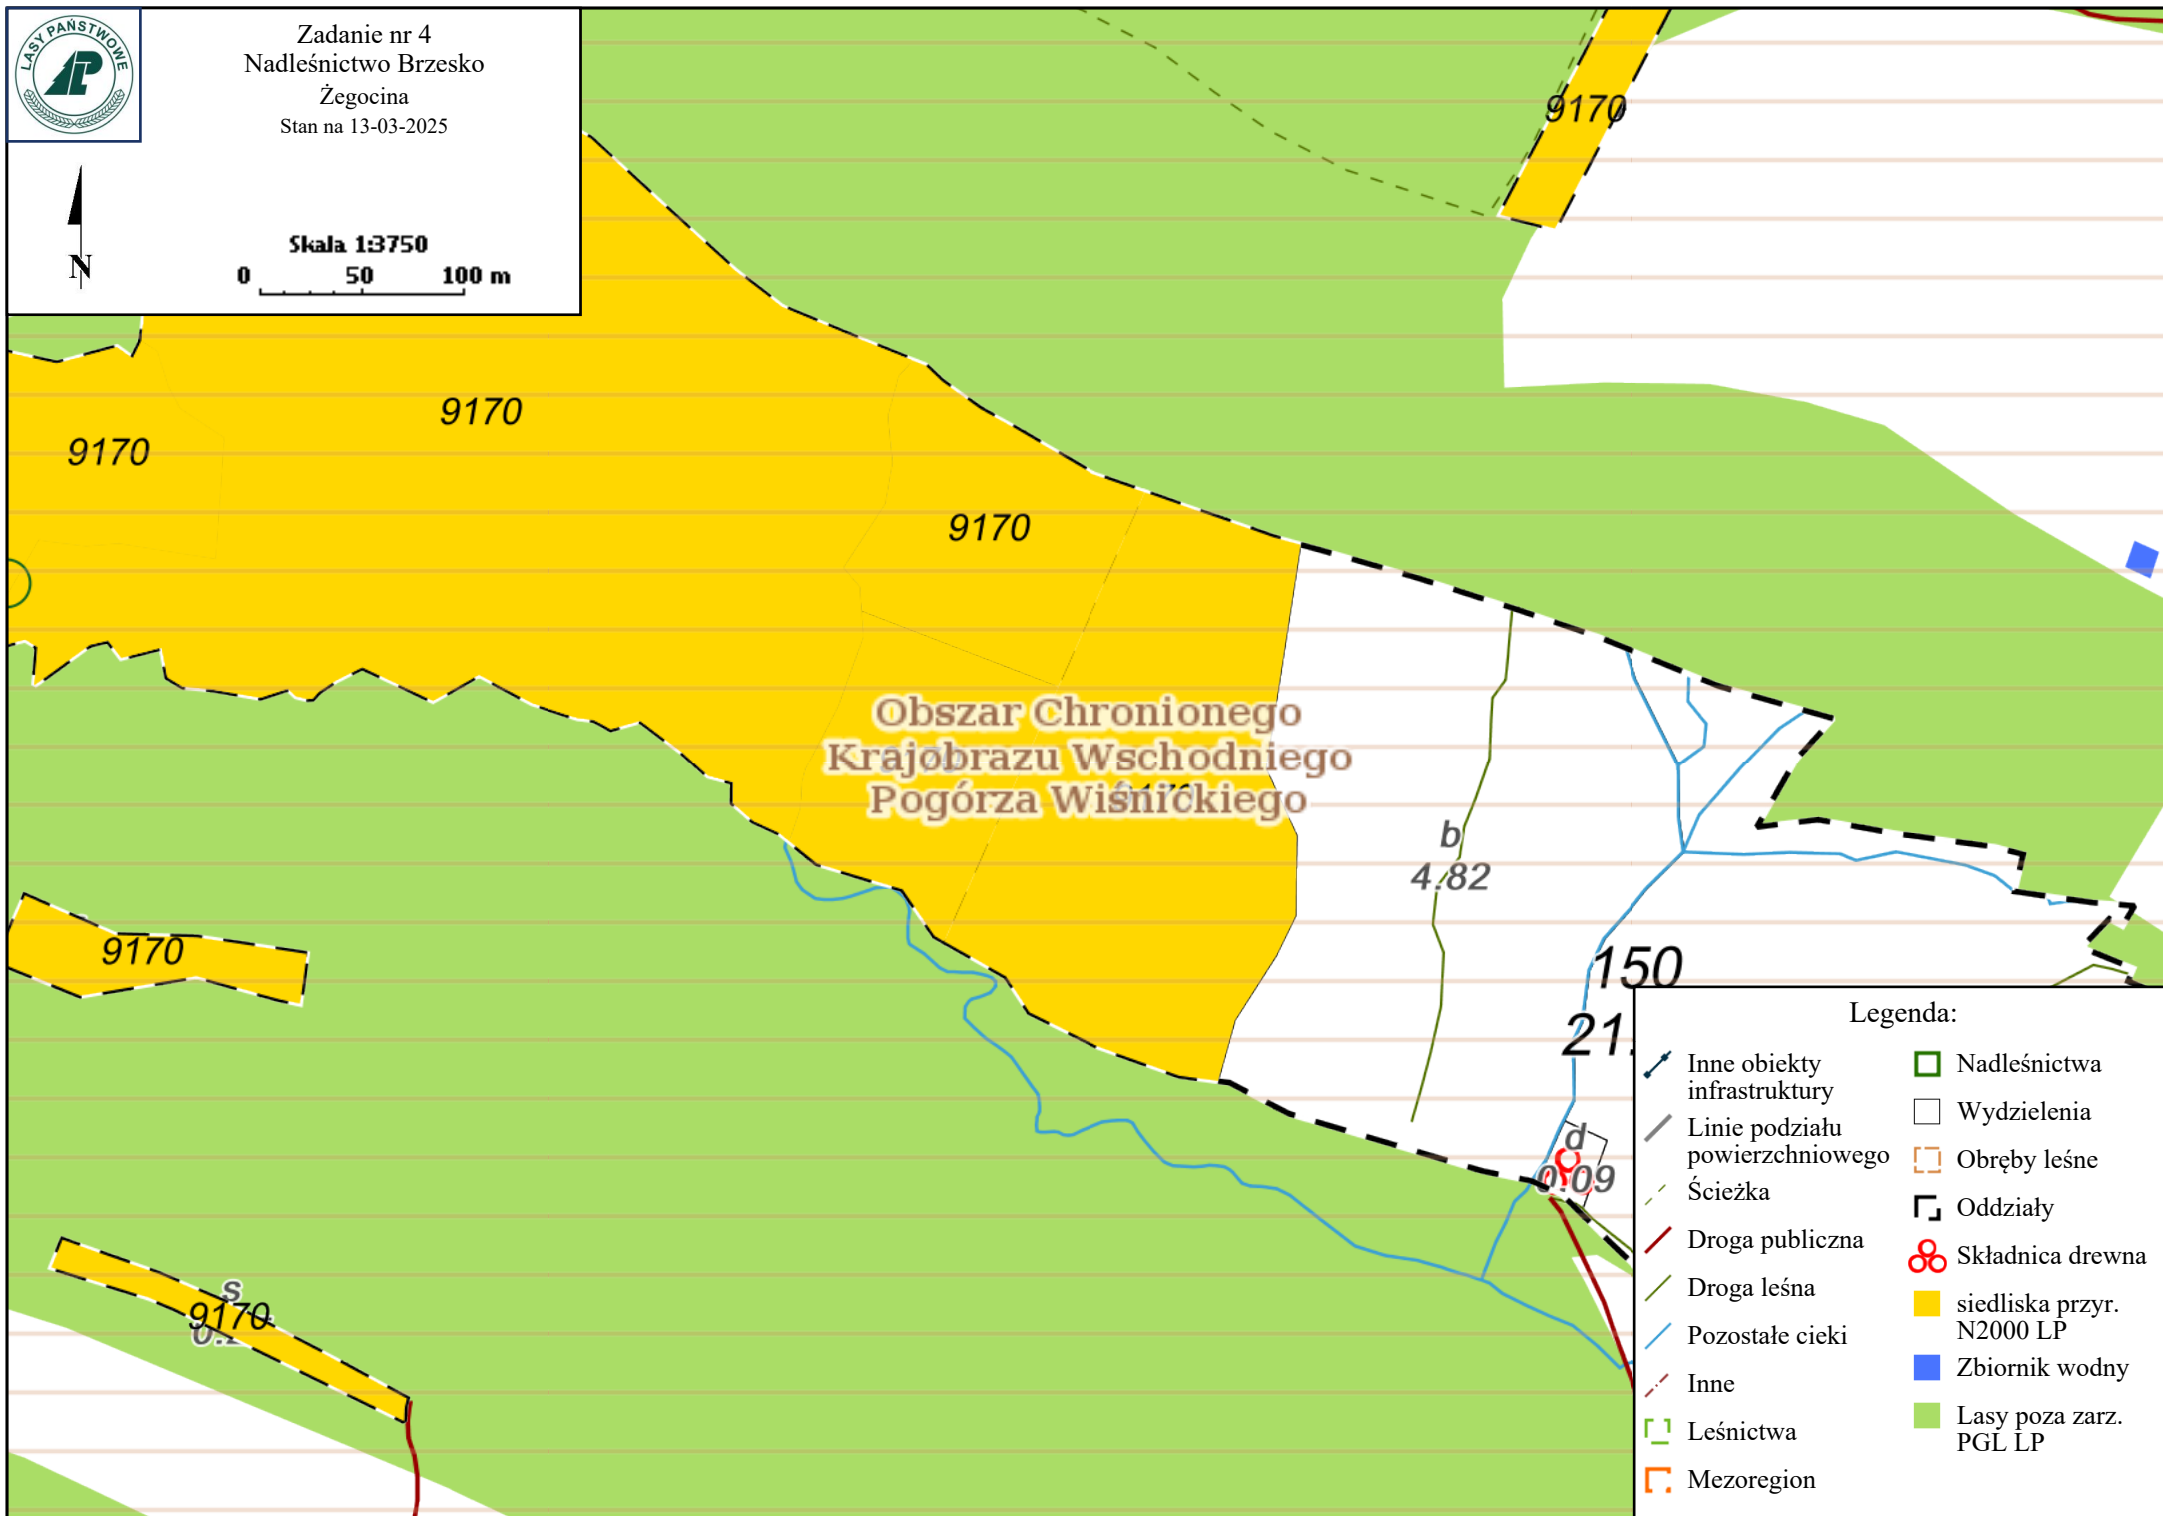 LASY PAŃSTWOWE
LP
Zadanie nr 4
Nadleśnictwo Brzesko
Żegocina
Stan na 13-03-2025
N
Skala 1:3750
0 50 100 m
9170
9170
9170
9170
Obszar Chronionego
Krajobrazu Wschodniego
Pogórza Wiśnickiego
b
4.82
150
21.
d
0.09
9170
s
9170
Legenda:
Inne obiekty
infrastruktury
Linie podziału
powierzchniowego
Ścieżka
Droga publiczna
Droga leśna
Pozostałe cieki
Inne
Leśnictwa
Mezoregion
Nadleśnictwa
Wydzielenia
Obręby leśne
Oddziały
Składnica drewna
siedliska przyr.
N2000 LP
Zbiornik wodny
Lasy poza zarz.
PGL LP